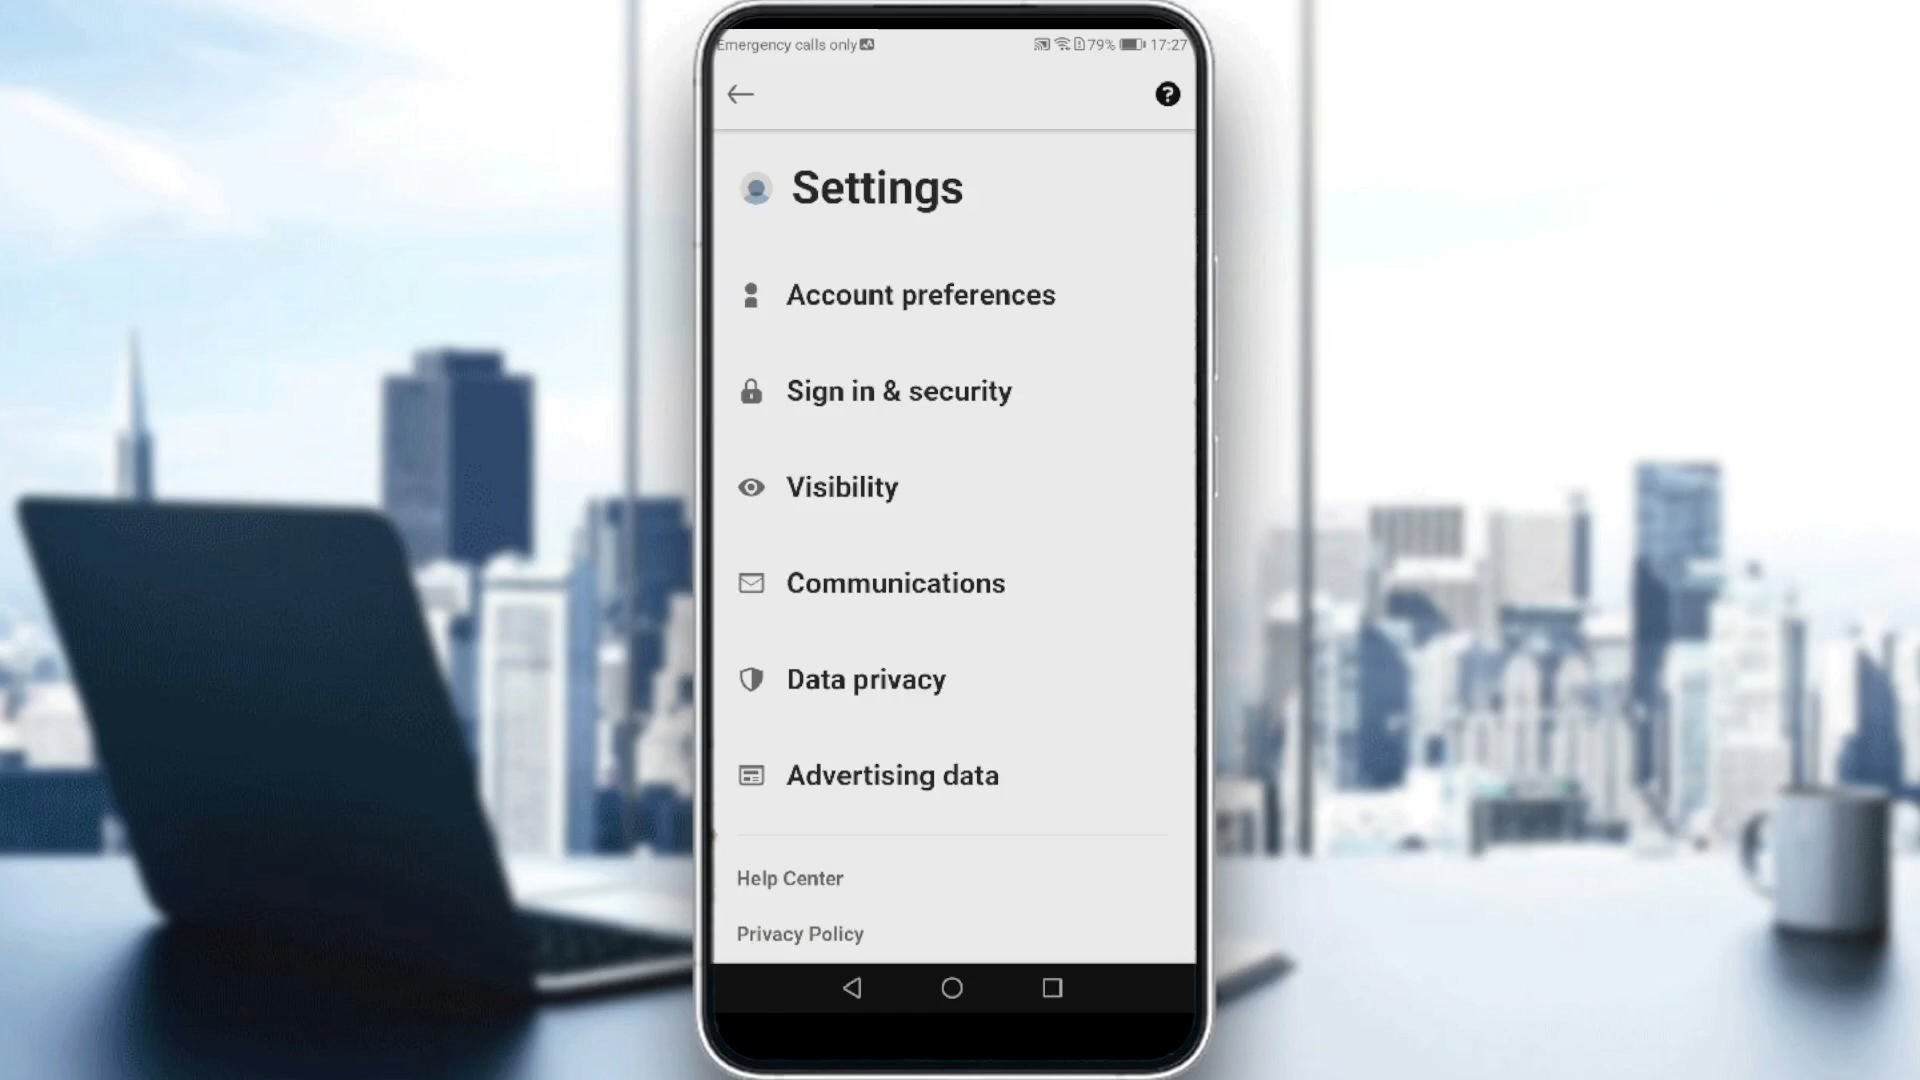 Emergency calls only
79% 17:27
Settings
Account preferences
Sign in & security
Visibility
Communications
Data privacy
Advertising data
Help Center
Privacy Policy